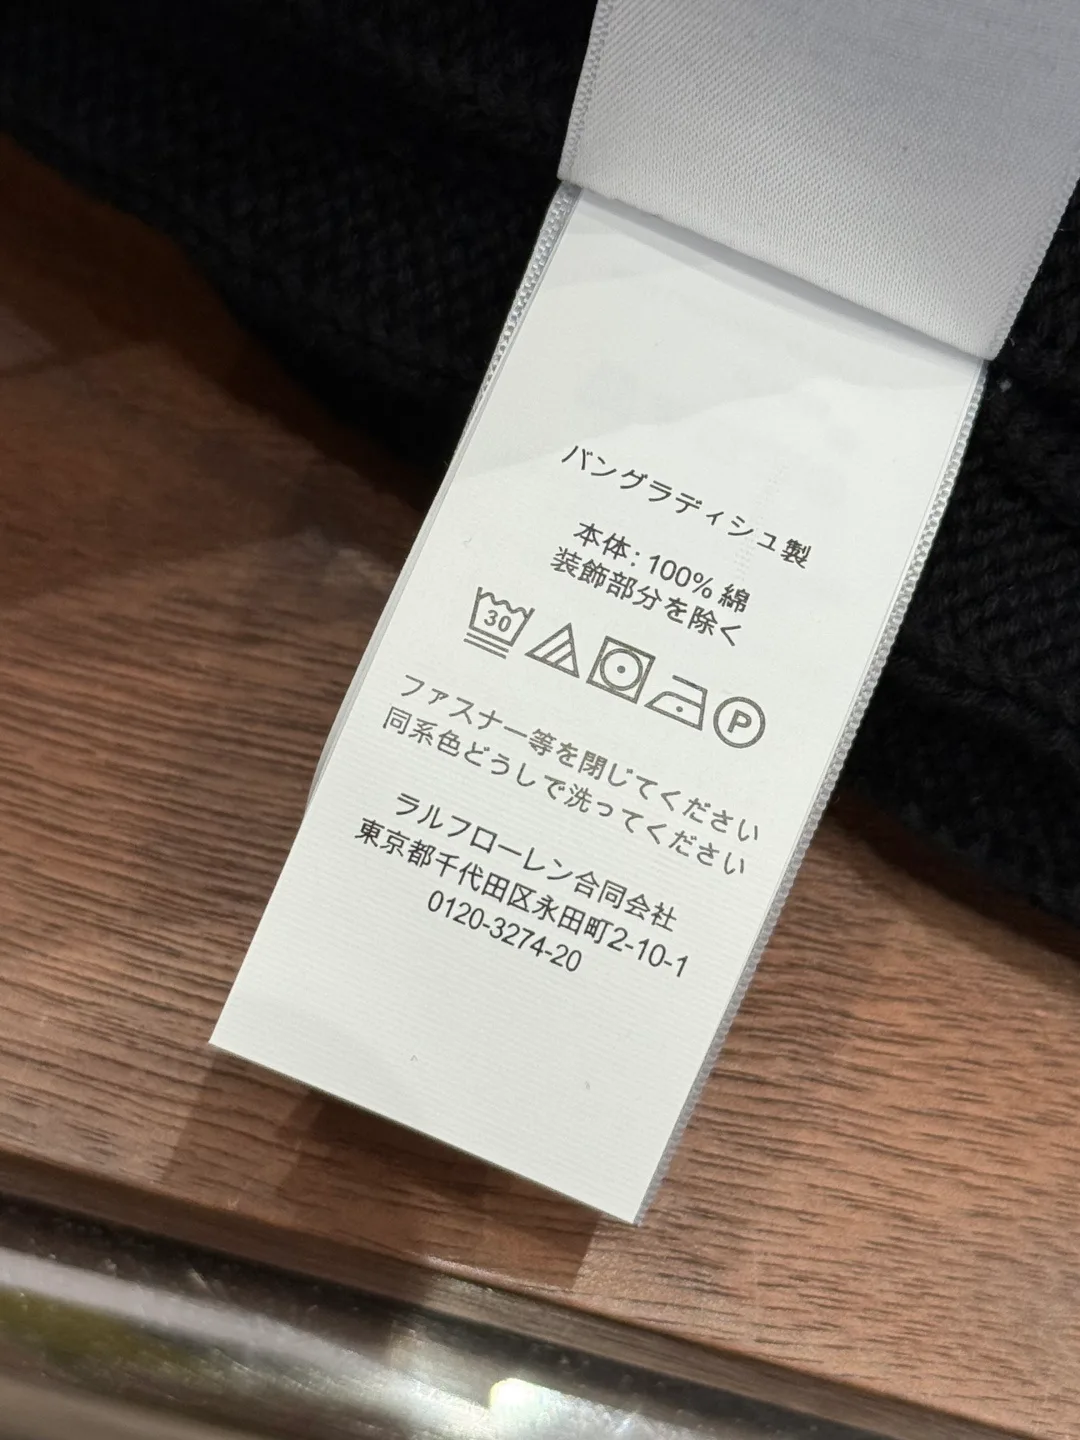 バングラディシュ製
本体: 100% 綿
装飾部分を除く
30 P
ファスナー等を閉じてください
同系色どうしで洗ってください
ラルフローレン合同会社
東京都千代田区永田町2-10-1
0120-3274-20